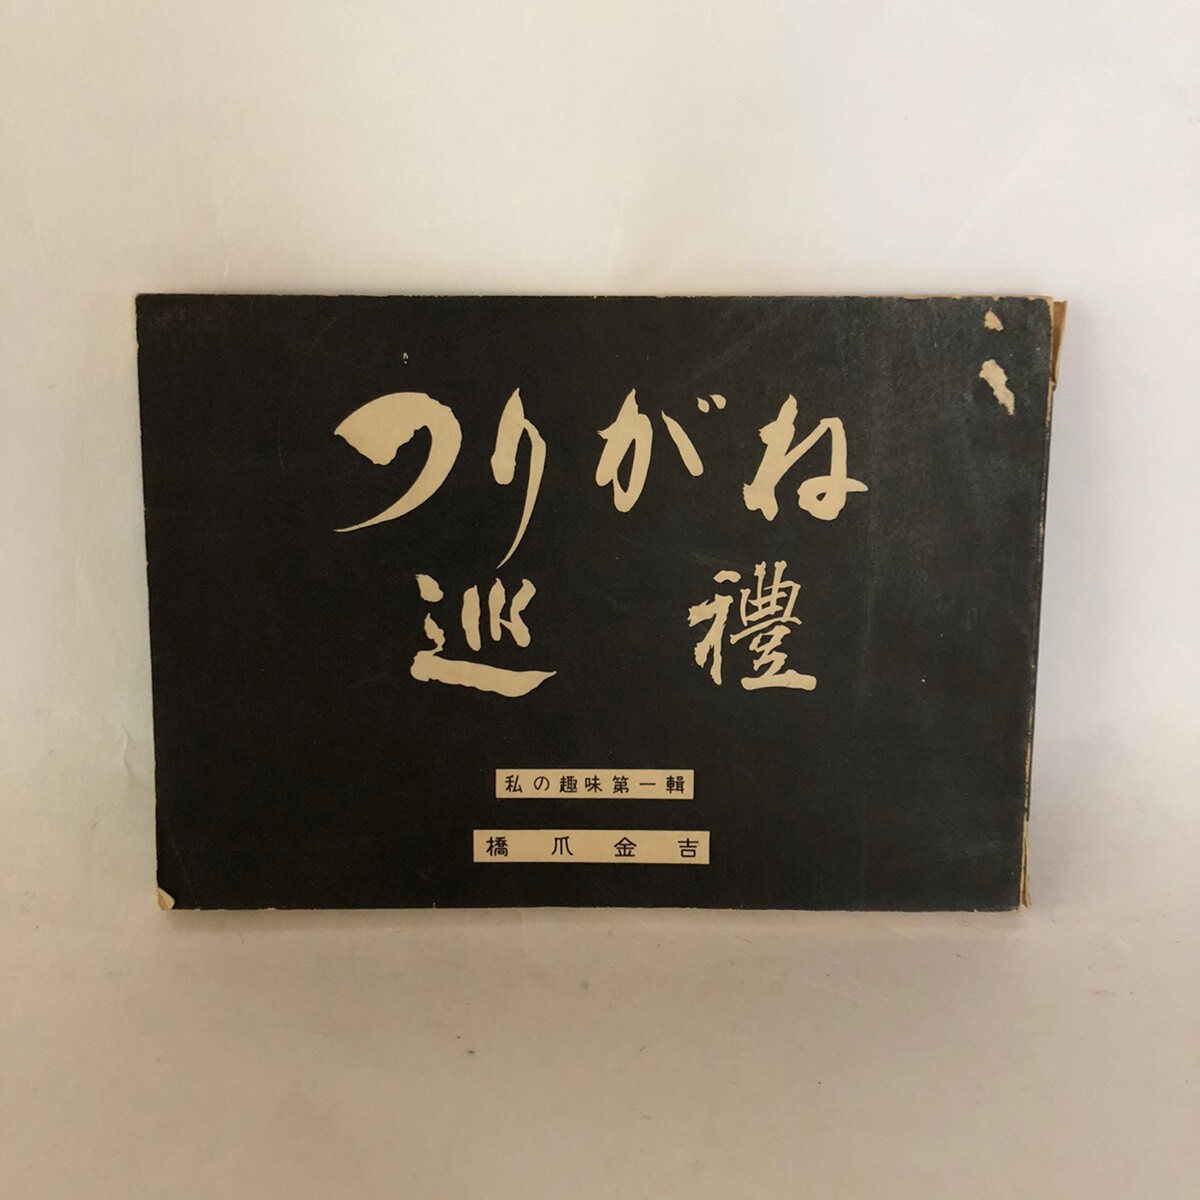 つりがね
巡禮
私の趣味第一輯
橋爪金吉